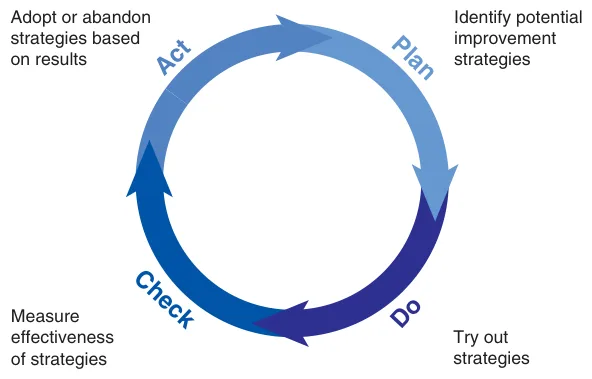 Adopt or abandon
strategies based
on results
Act
Plan
Identify potential
improvement
strategies
Check
Do
Measure
effectiveness
of strategies
Try out
strategies